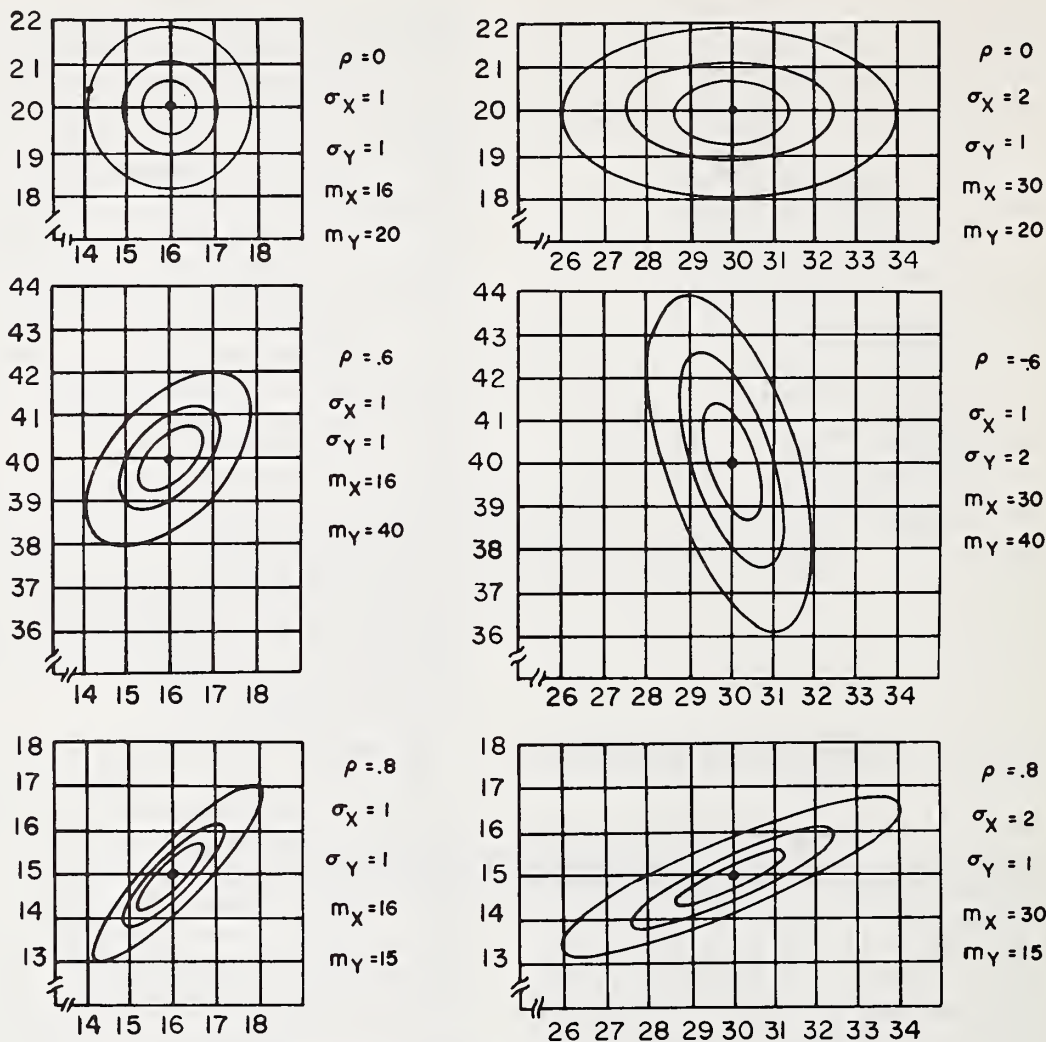 22
21
20
19
18
14 15 16 17 18
ρ = 0
σX = 1
σY = 1
mX = 16
mY = 20
22
21
20
19
18
26 27 28 29 30 31 32 33 34
ρ = 0
σX = 2
σY = 1
mX = 30
mY = 20
44
43
42
41
40
39
38
37
36
14 15 16 17 18
ρ = .6
σX = 1
σY = 1
mX = 16
mY = 40
44
43
42
41
40
39
38
37
36
26 27 28 29 30 31 32 33 34
ρ = -.6
σX = 1
σY = 2
mX = 30
mY = 40
18
17
16
15
14
13
14 15 16 17 18
ρ = .8
σX = 1
σY = 1
mX = 16
mY = 15
18
17
16
15
14
13
26 27 28 29 30 31 32 33 34
ρ = .8
σX = 2
σY = 1
mX = 30
mY = 15